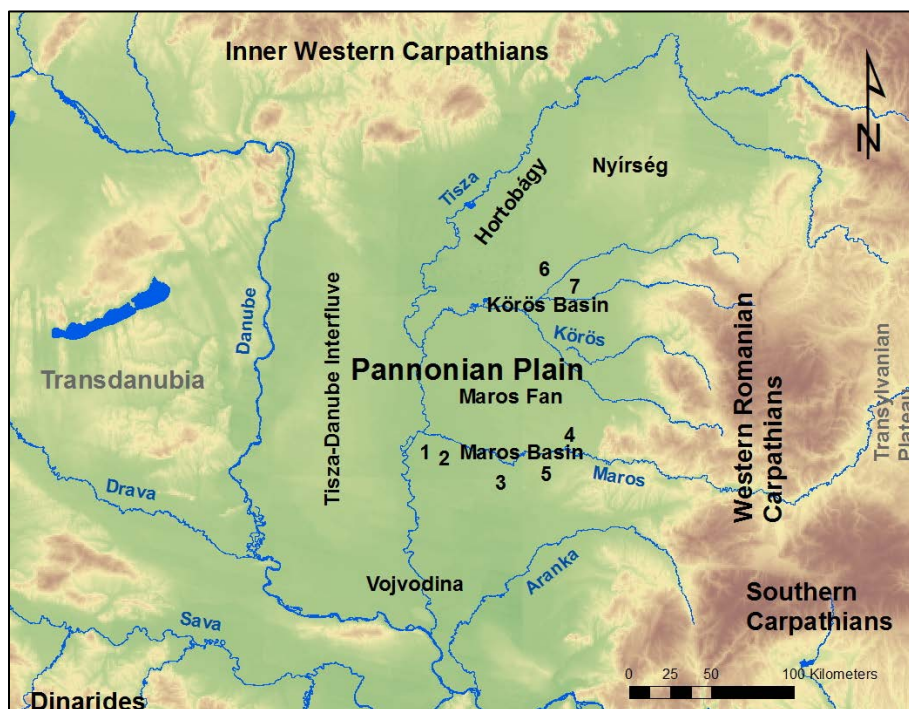 Inner Western Carpathians
N
Nyírség
Tisza
Hortobágy
6
7
Körös Basin
Danube
Tisza-Danube Interfluve
Körös
Transdanubia
Pannonian Plain
Maros Fan
Western Romanian
Carpathians
Transylvanian
Plateau
4
1
2
Maros Basin
3
5
Maros
Drava
Vojvodina
Aranka
Sava
Southern
Carpathians
0 25 50 100 Kilometers
Dinarides